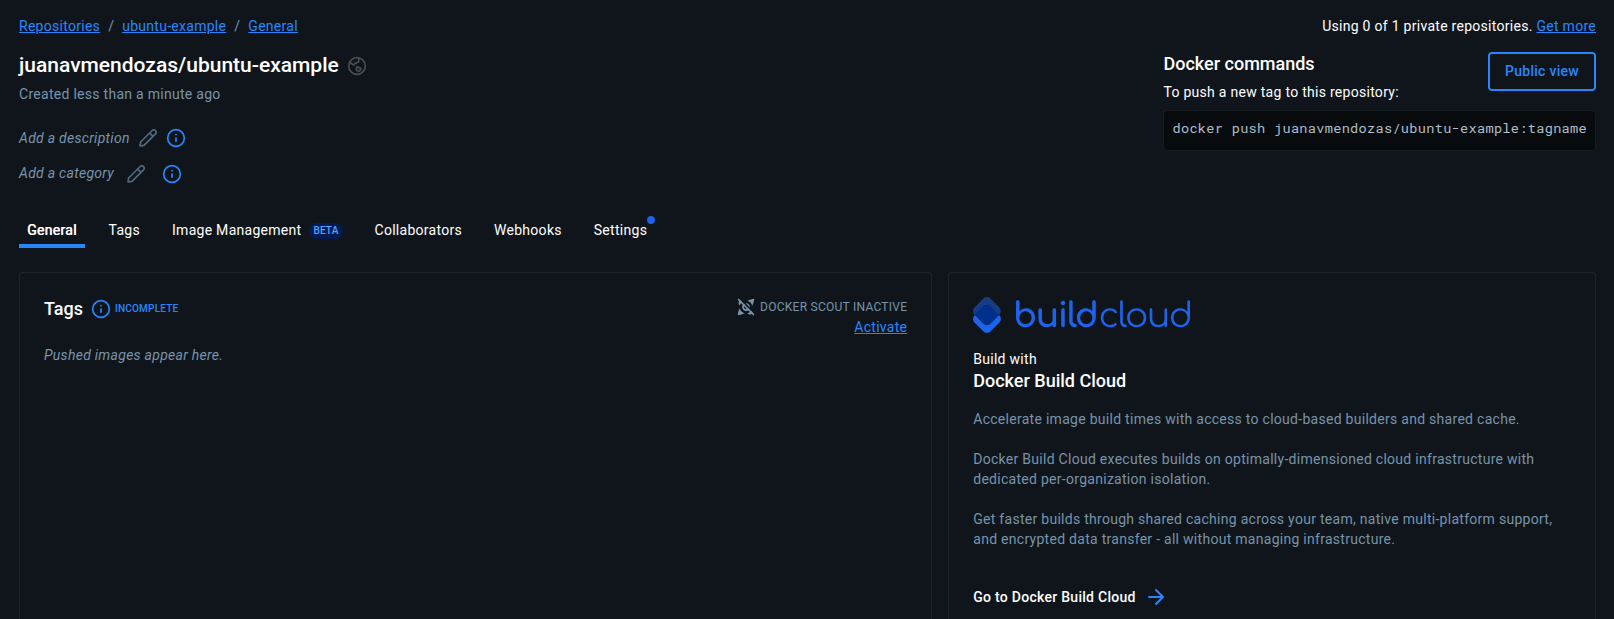 Repositories / ubuntu-example / General
Using 0 of 1 private repositories. Get more
juanavmendozas/ubuntu-example
Created less than a minute ago
Add a description
Add a category
Docker commands
Public view
To push a new tag to this repository:
docker push juanavmendozas/ubuntu-example:tagname
General Tags Image Management BETA Collaborators Webhooks Settings
Tags INCOMPLETE
DOCKER SCOUT INACTIVE
Activate
Pushed images appear here.
buildcloud
Build with
Docker Build Cloud
Accelerate image build times with access to cloud-based builders and shared cache.
Docker Build Cloud executes builds on optimally-dimensioned cloud infrastructure with
dedicated per-organization isolation.
Get faster builds through shared caching across your team, native multi-platform support,
and encrypted data transfer - all without managing infrastructure.
Go to Docker Build Cloud